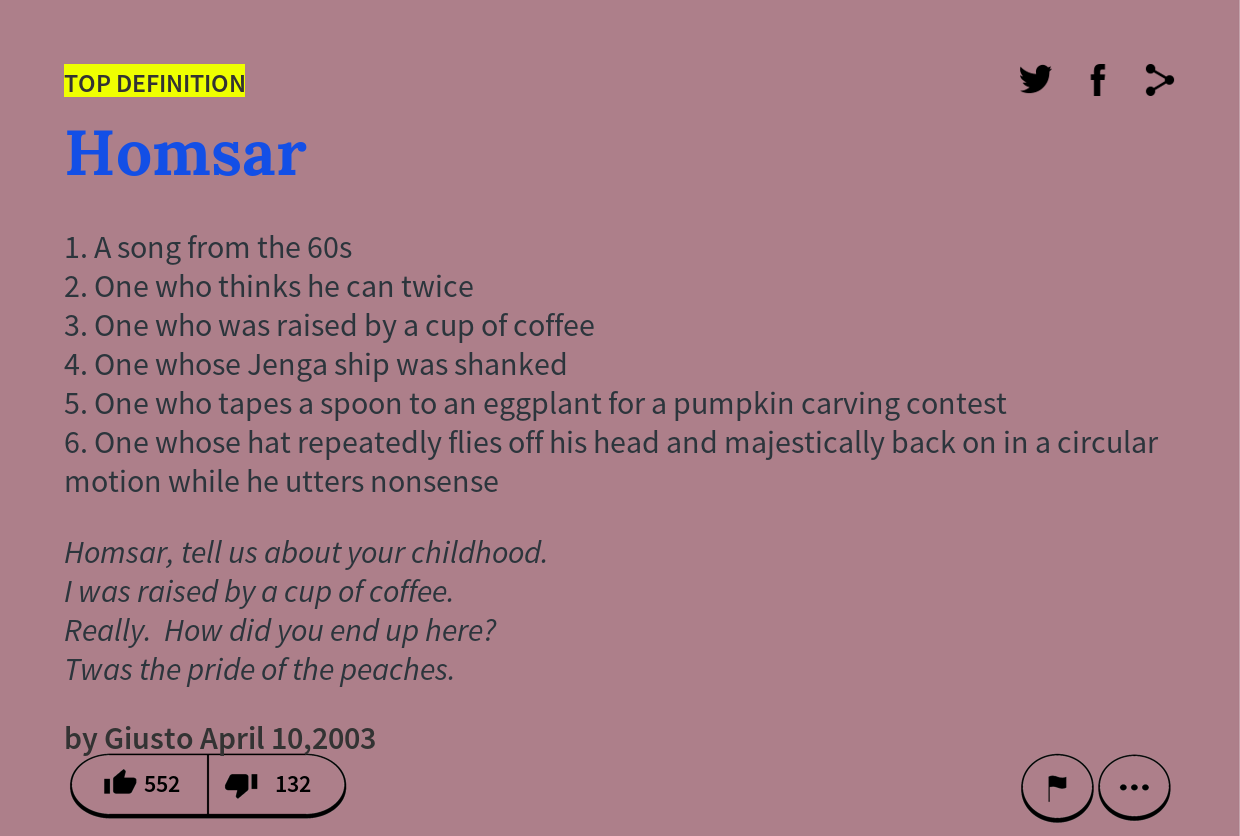 TOP DEFINITION
Homsar
1. A song from the 60s
2. One who thinks he can twice
3. One who was raised by a cup of coffee
4. One whose Jenga ship was shanked
5. One who tapes a spoon to an eggplant for a pumpkin carving contest
6. One whose hat repeatedly flies off his head and majestically back on in a circular
motion while he utters nonsense
Homsar, tell us about your childhood.
I was raised by a cup of coffee.
Really.  How did you end up here?
Twas the pride of the peaches.
by Giusto April 10,2003
552 132